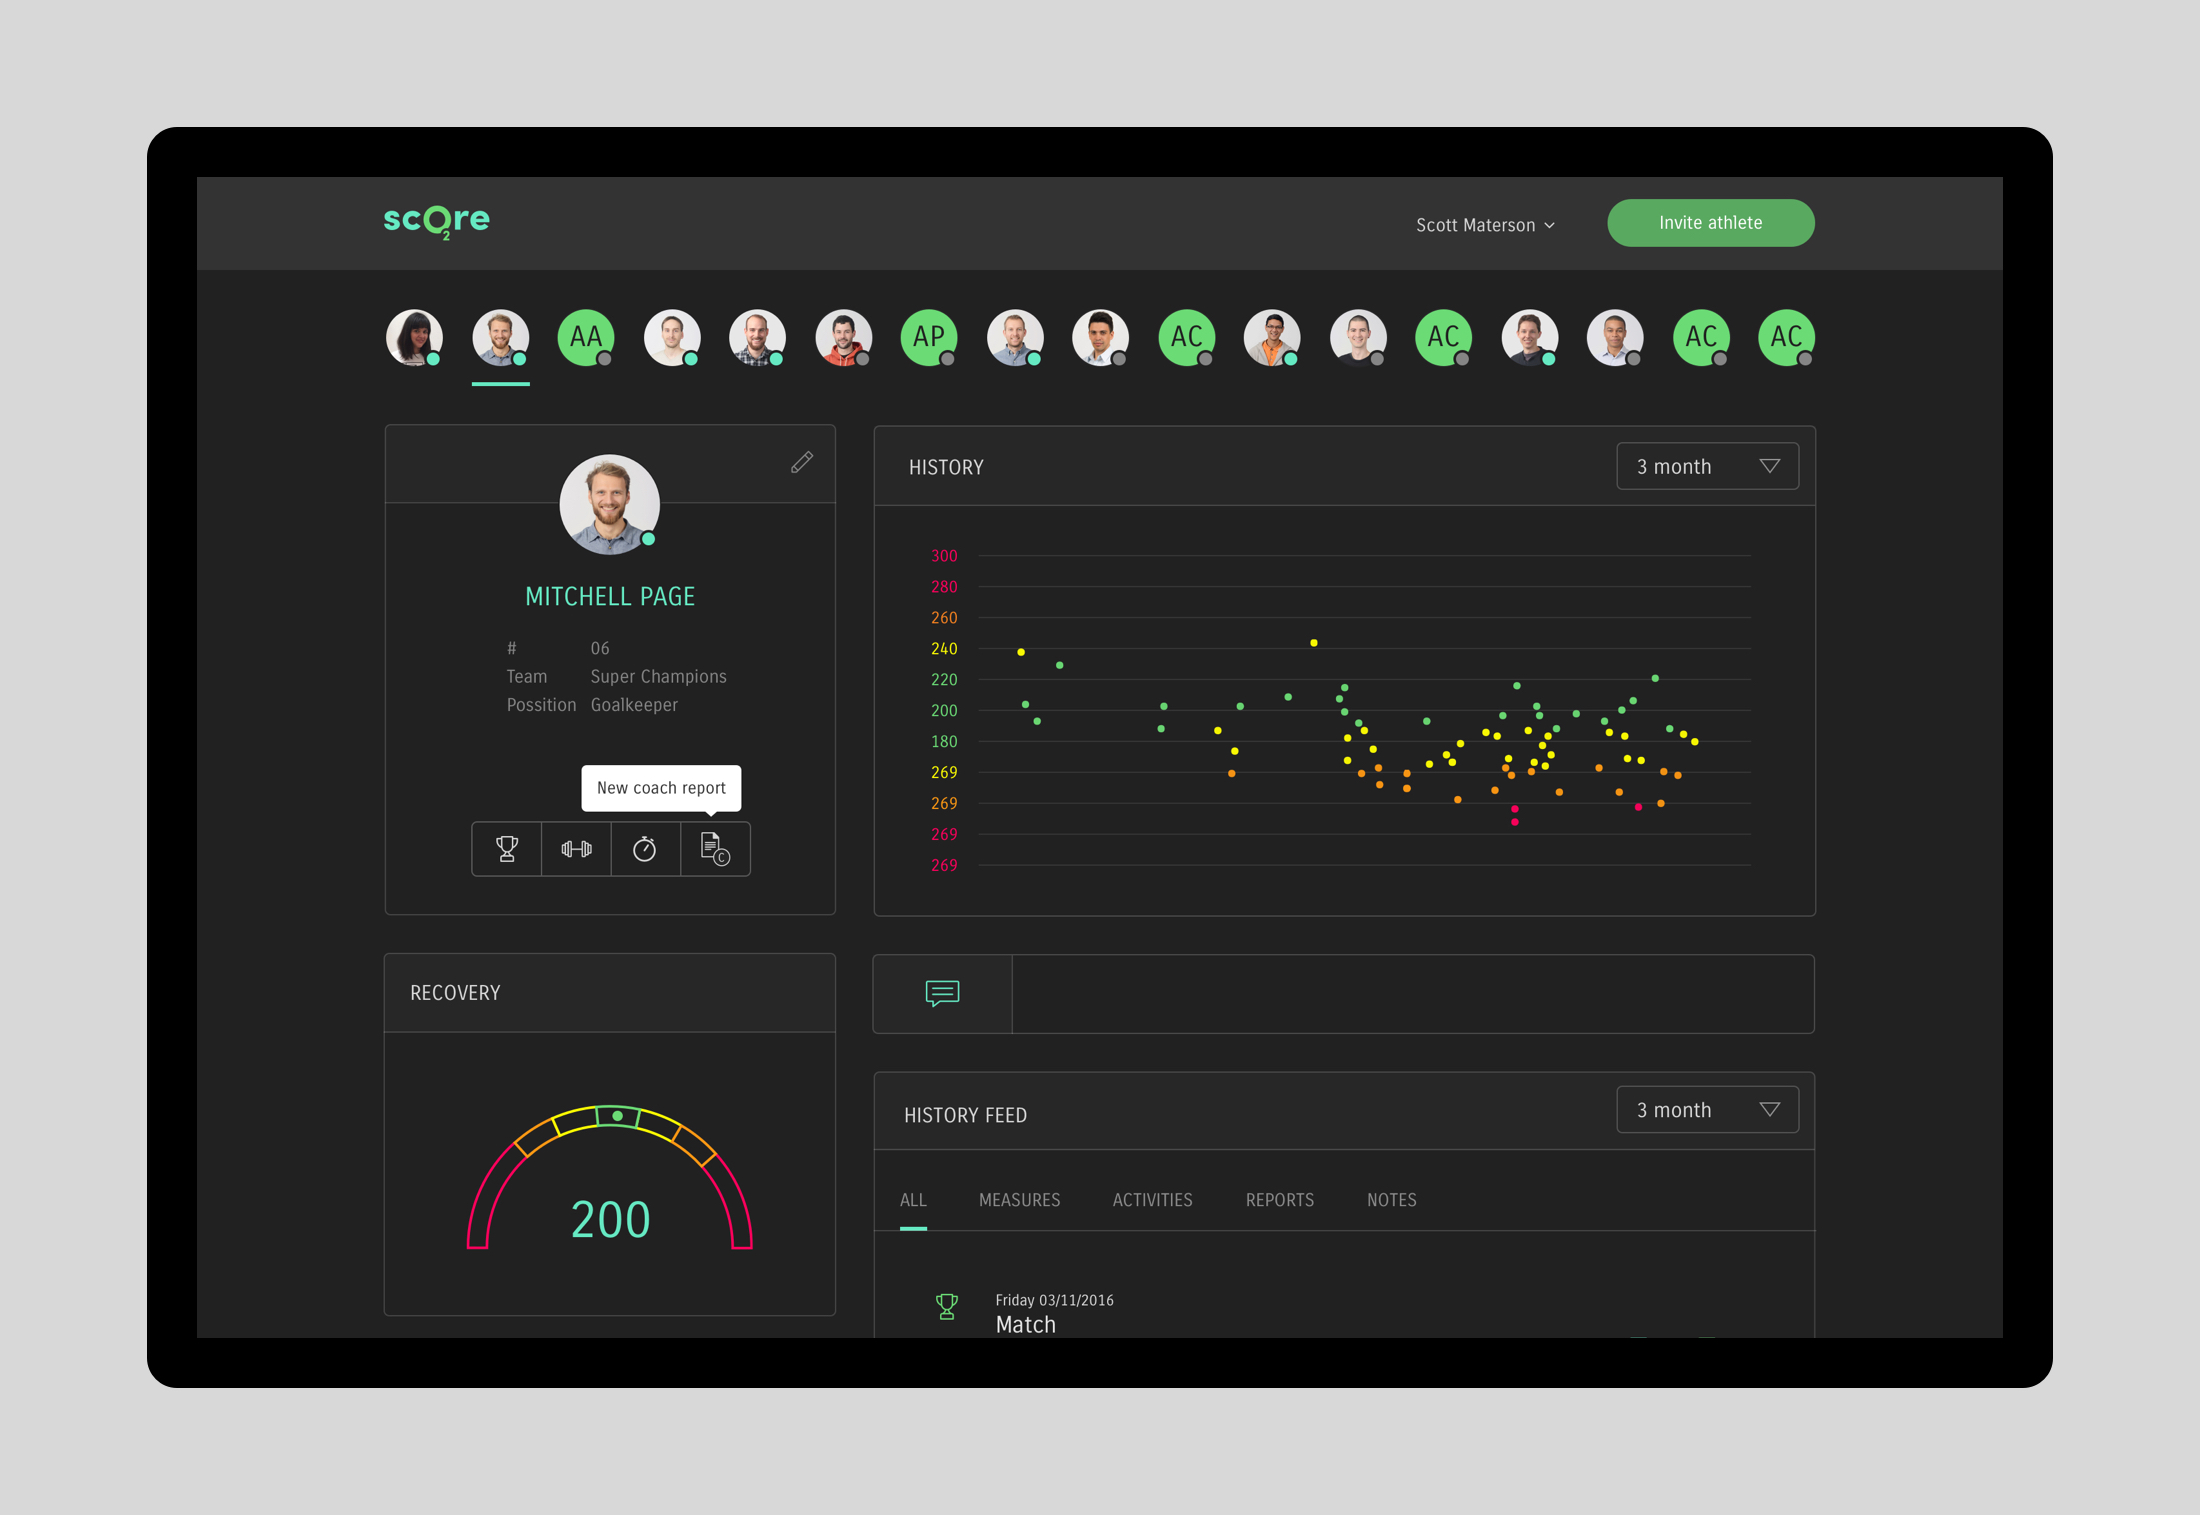 scO2re
Scott Materson
Invite athlete
AA
AP
AC
AC
AC
AC
MITCHELL PAGE
# 06
Team Super Champions
Possition Goalkeeper
New coach report
C
HISTORY
3 month
300
280
260
240
220
200
180
269
269
269
269
RECOVERY
200
HISTORY FEED
3 month
ALL MEASURES ACTIVITIES REPORTS NOTES
Friday 03/11/2016
Match